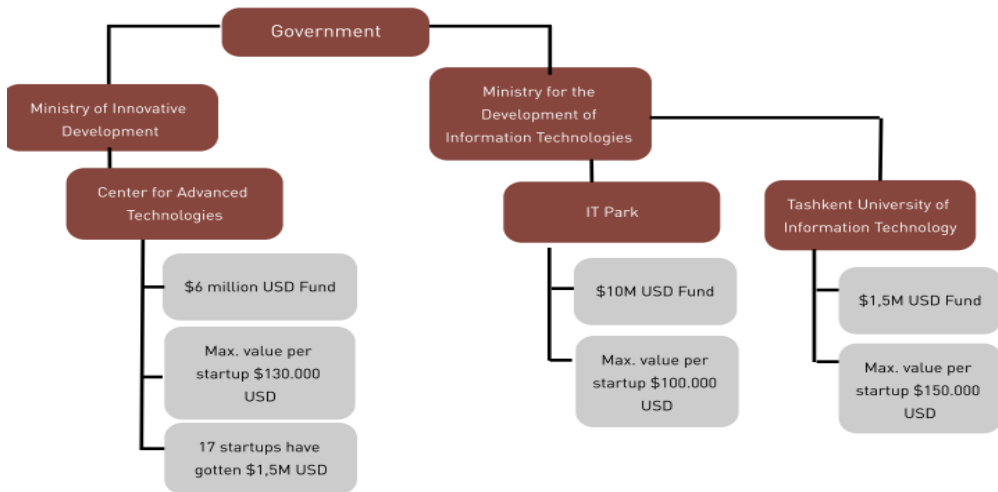 Government
Ministry of Innovative
Development
Ministry for the
Development of
Information Technologies
Center for Advanced
Technologies
IT Park
Tashkent University of
Information Technology
$6 million USD Fund
Max. value per
startup $130.000
USD
17 startups have
gotten $1,5M USD
$10M USD Fund
Max. value per
startup $100.000
USD
$1,5M USD Fund
Max. value per
startup $150.000
USD